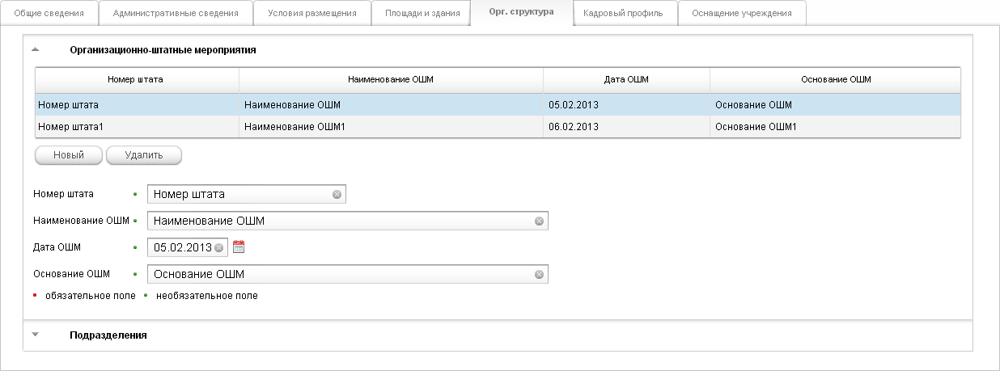 Общие сведения Административные сведения Условия размещения Площади и здания Орг. структура Кадровый профиль Оснащение учреждения
Организационно-штатные мероприятия
Номер штата Наименование ОШМ Дата ОШМ Основание ОШМ
Номер штата Наименование ОШМ 05.02.2013 Основание ОШМ
Номер штата1 Наименование ОШМ1 06.02.2013 Основание ОШМ1
Новый Удалить
Номер штата Номер штата
Наименование ОШМ Наименование ОШМ
Дата ОШМ 05.02.2013
Основание ОШМ Основание ОШМ
обязательное поле необязательное поле
Подразделения